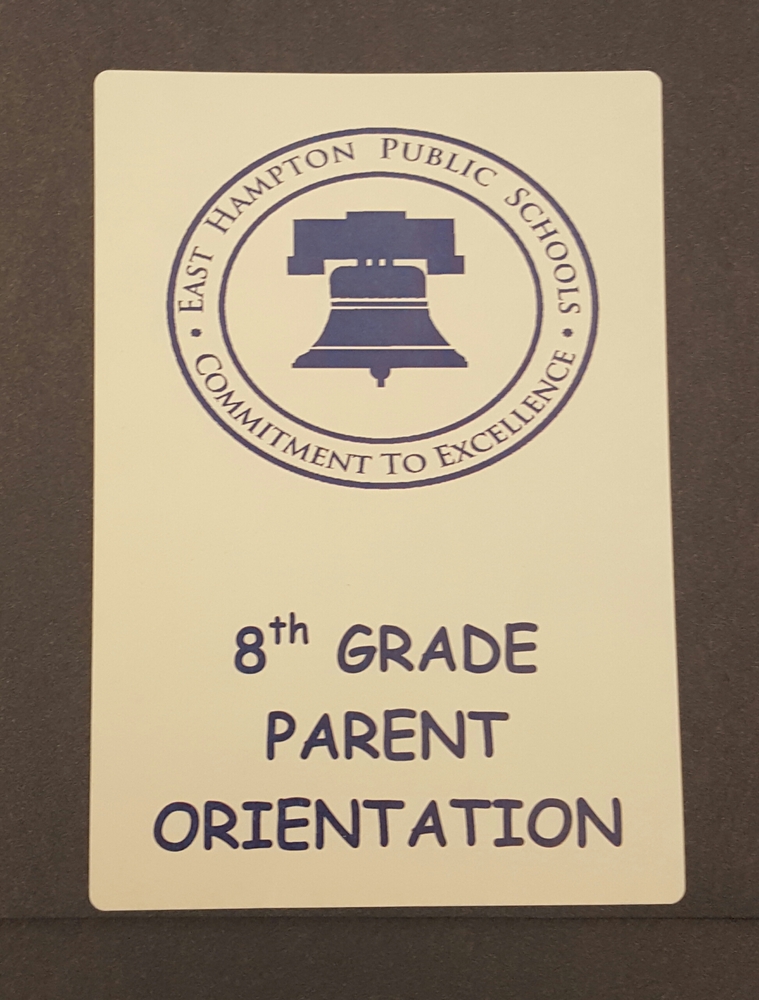 • EAST HAMPTON PUBLIC SCHOOLS •
COMMITMENT TO EXCELLENCE
8th GRADE
PARENT
ORIENTATION